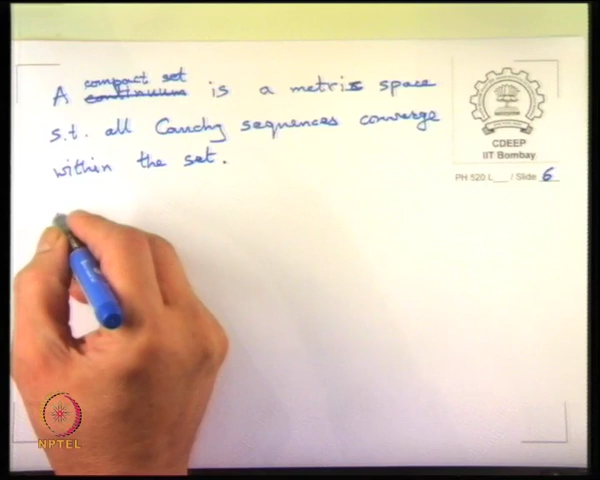 compact set
A continuum is a metric space
s.t. all Cauchy sequences converge
within the set.
CDEEP
IIT Bombay
PH 520 L___ / Slide 6
NPTEL